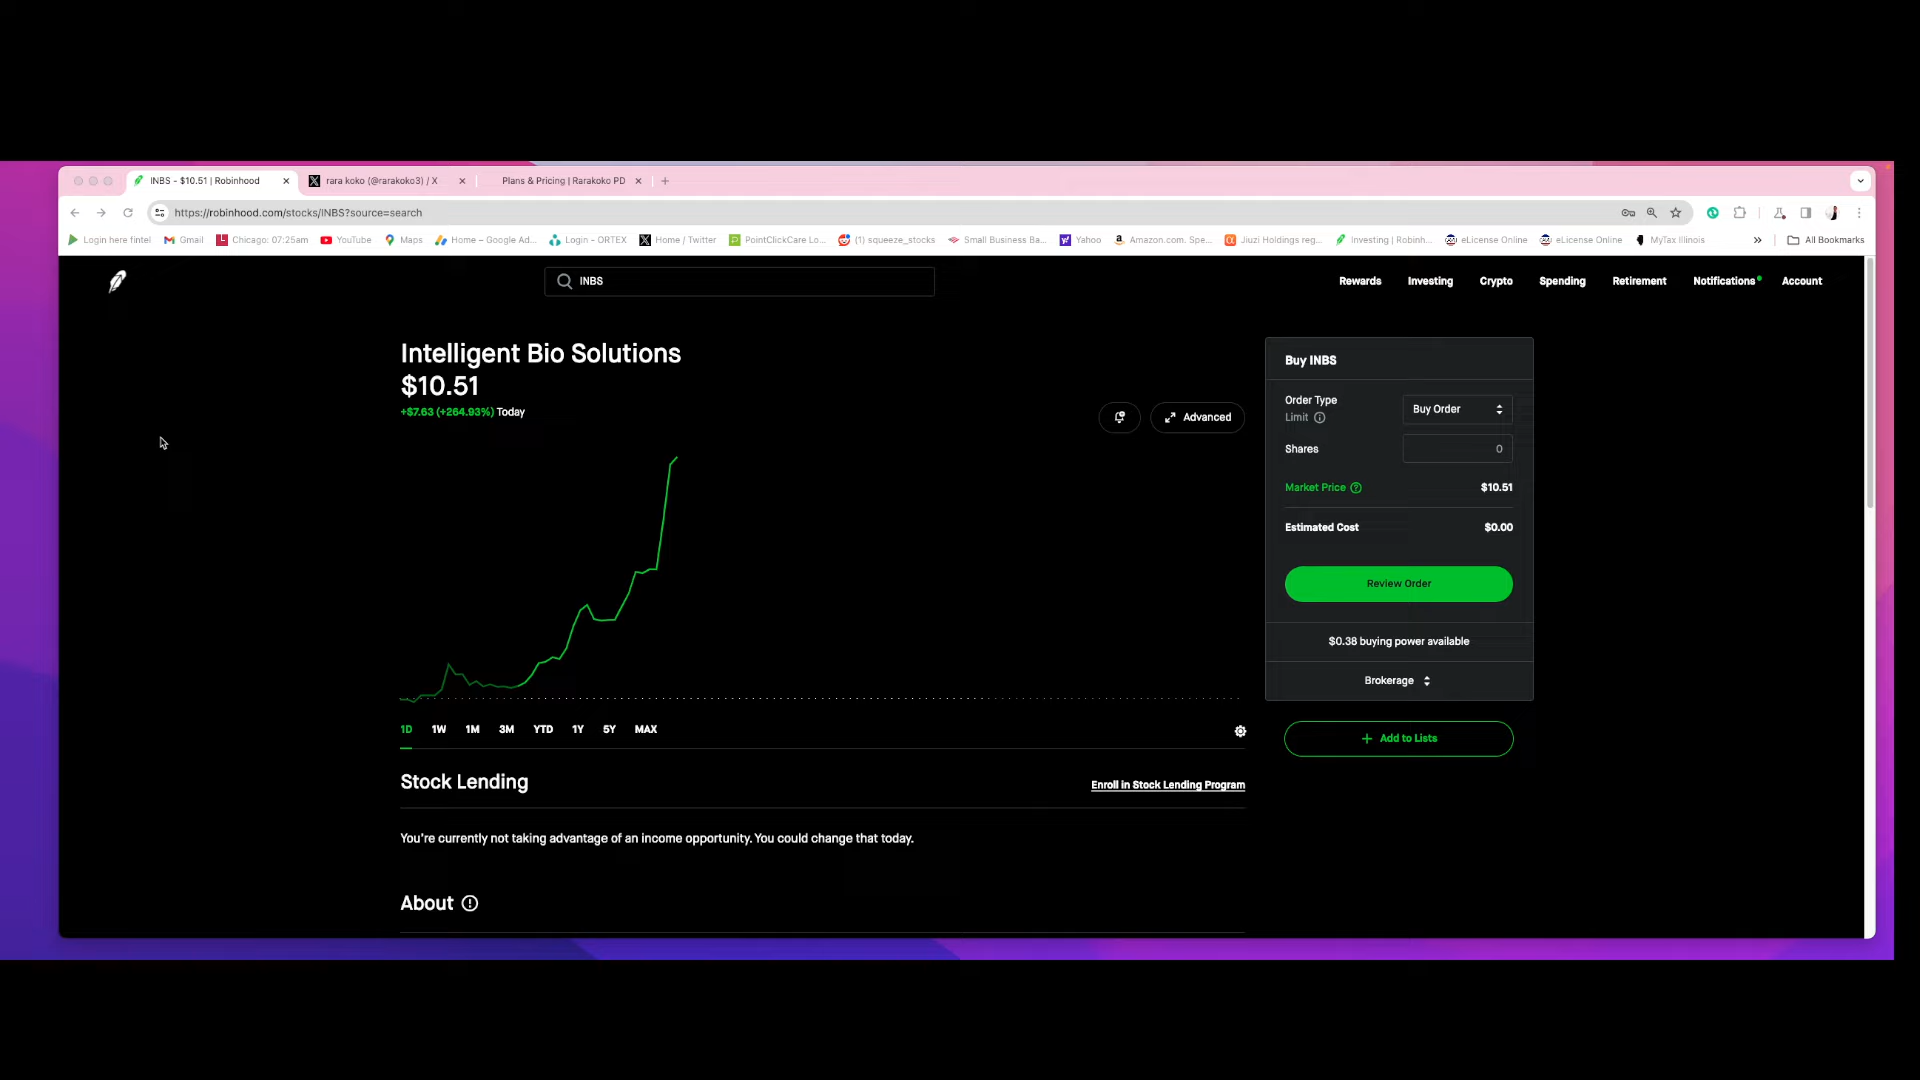 INBS - $10.51 | Robinhood
rara koko (@rarakoko3) / X
Plans & Pricing | Rarakoko PD
https://robinhood.com/stocks/INBS?source=search
Login here fintel
Gmail
Chicago: 07:25am
YouTube
Maps
Home – Google Ad...
Login - ORTEX
Home / Twitter
PointClickCare Lo...
(1) squeeze_stocks
Small Business Ba...
Yahoo
Amazon.com. Spe...
Jiuzi Holdings reg...
Investing | Robinh...
eLicense Online
eLicense Online
MyTax Illinois
All Bookmarks
INBS
Rewards
Investing
Crypto
Spending
Retirement
Notifications
Account
Intelligent Bio Solutions
$10.51
+$7.63 (+264.93%) Today
Advanced
1D
1W
1M
3M
YTD
1Y
5Y
MAX
Stock Lending
Enroll in Stock Lending Program
You're currently not taking advantage of an income opportunity. You could change that today.
About
Buy INBS
Order Type
Limit
Buy Order
Shares
0
Market Price
$10.51
Estimated Cost
$0.00
Review Order
$0.38 buying power available
Brokerage
Add to Lists